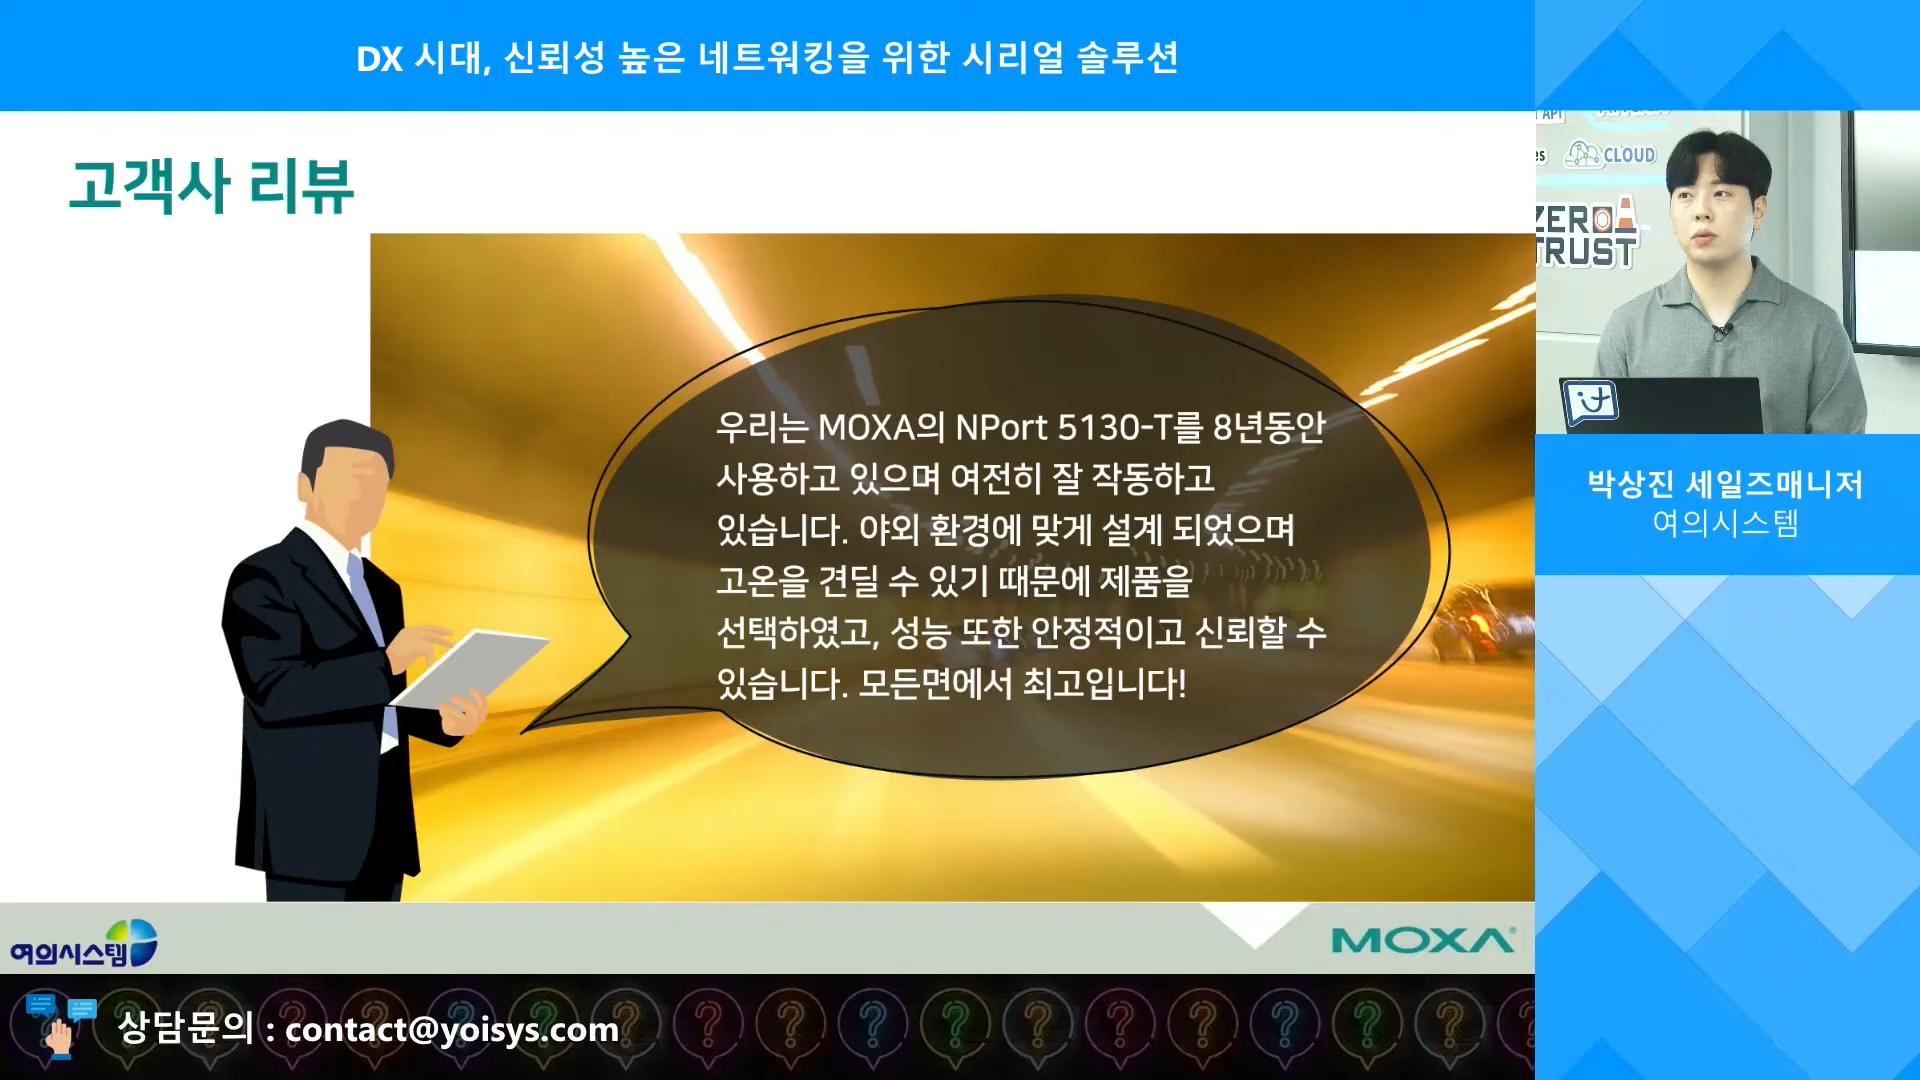 DX 시대, 신뢰성 높은 네트워킹을 위한 시리얼 솔루션
고객사 리뷰
우리는 MOXA의 NPort 5130-T를 8년동안
사용하고 있으며 여전히 잘 작동하고
있습니다. 야외 환경에 맞게 설계 되었으며
고온을 견딜 수 있기 때문에 제품을
선택하였고, 성능 또한 안정적이고 신뢰할 수
있습니다. 모든면에서 최고입니다!
API
CLOUD
ZERO
TRUST
박상진 세일즈매니저
여의시스템
여의시스템
MOXA®
상담문의 : contact@yoisys.com